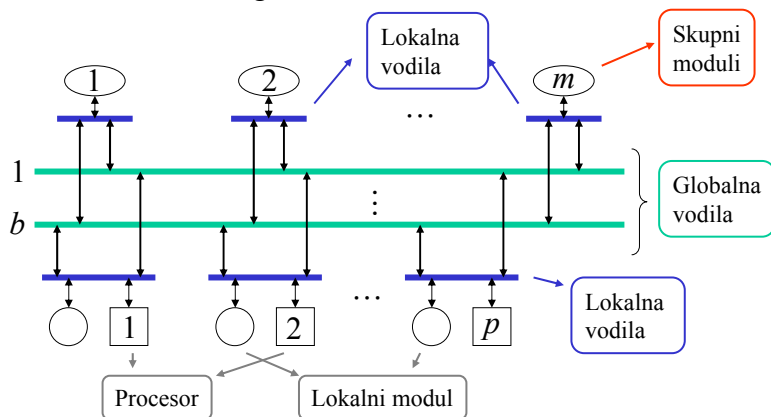 Lokalna
vodila
Skupni
moduli
1
2
m
...
1
Globalna
vodila
⋮
b
...
Lokalna
vodila
1
2
p
Procesor
Lokalni modul